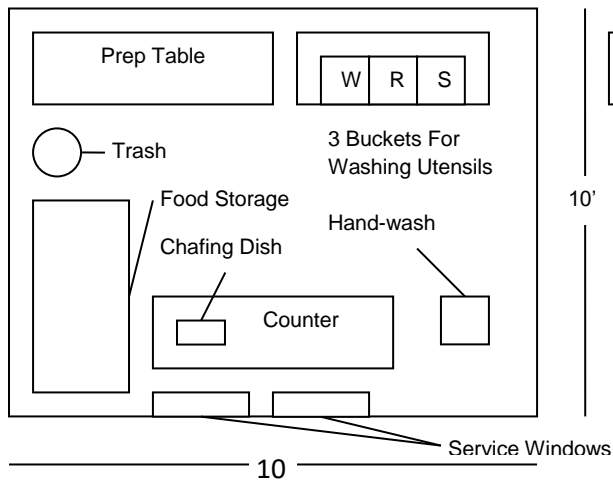 Prep Table
W R S
Trash
3 Buckets For
Washing Utensils
Food Storage
10’
Hand-wash
Chafing Dish
Counter
Service Windows
10